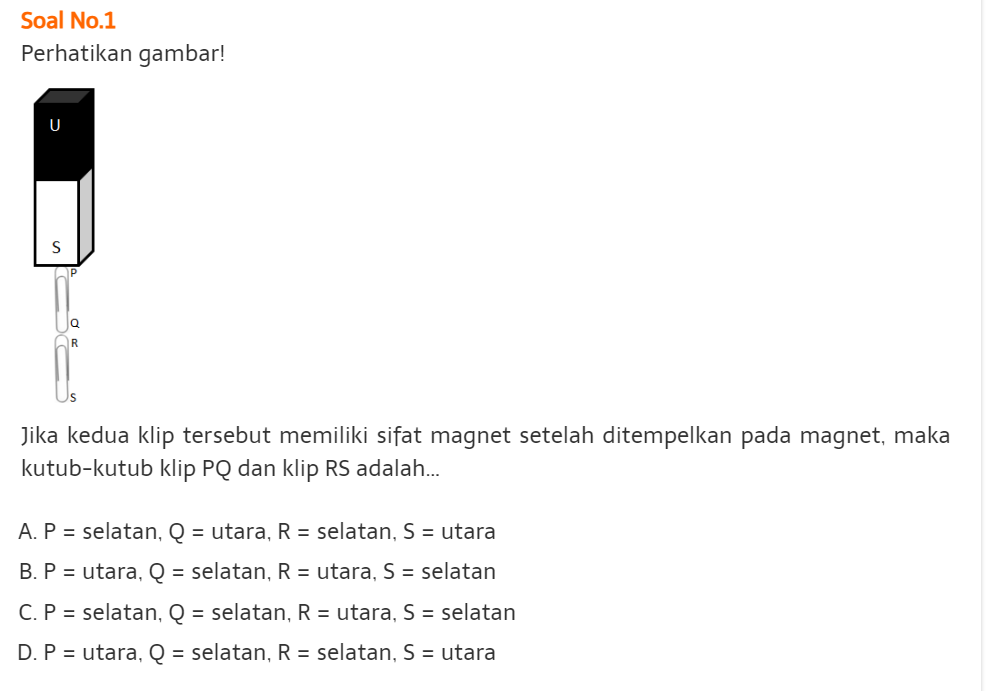 Soal No.1
Perhatikan gambar!
U
S
P
Q
R
S
Jika kedua klip tersebut memiliki sifat magnet setelah ditempelkan pada magnet, maka
kutub-kutub klip PQ dan klip RS adalah...
A. P = selatan, Q = utara, R = selatan, S = utara
B. P = utara, Q = selatan, R = utara, S = selatan
C. P = selatan, Q = selatan, R = utara, S = selatan
D. P = utara, Q = selatan, R = selatan, S = utara